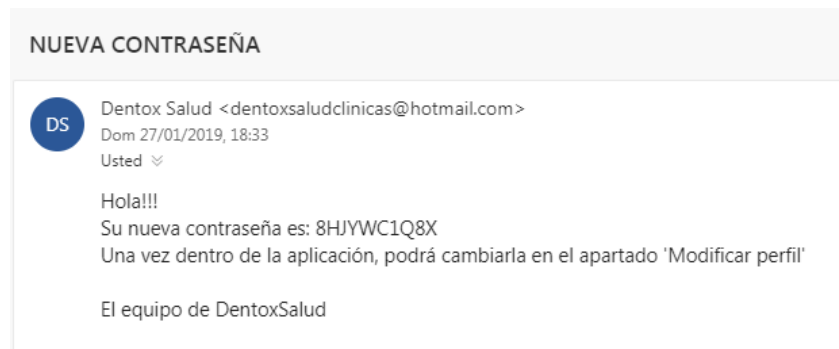 NUEVA CONTRASEÑA
DS
Dentox Salud <dentoxsaludclinicas@hotmail.com>
Dom 27/01/2019, 18:33
Usted
Hola!!!
Su nueva contraseña es: 8HJYWC1Q8X
Una vez dentro de la aplicación, podrá cambiarla en el apartado 'Modificar perfil'
El equipo de DentoxSalud